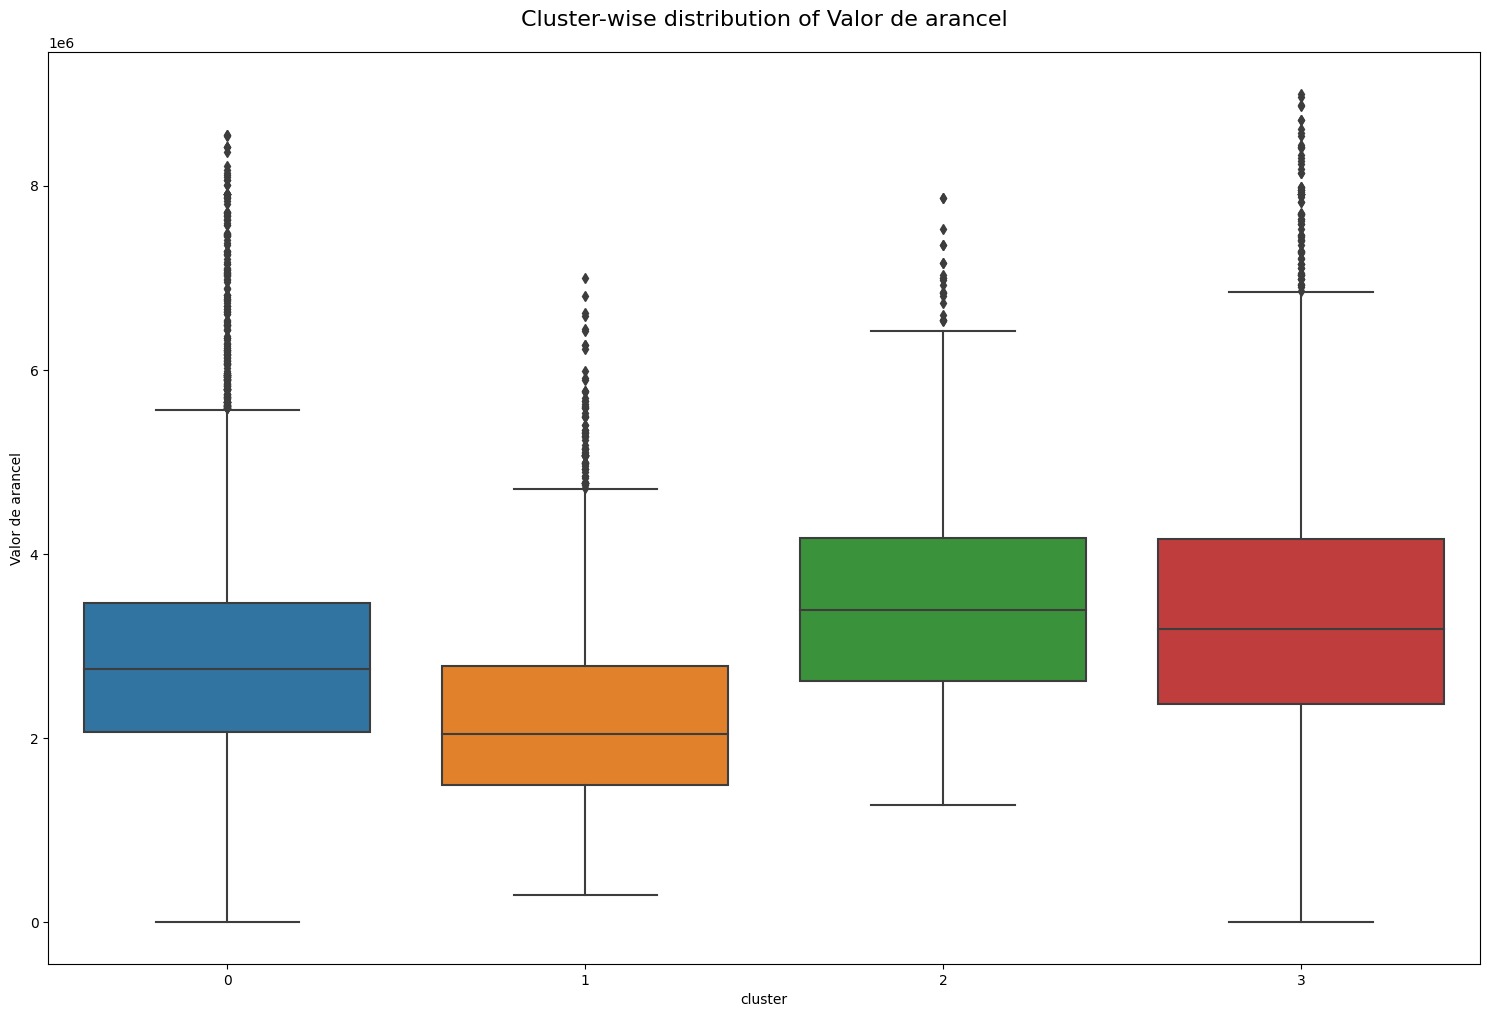 Cluster-wise distribution of Valor de arancel
1e6
8
6
4
2
0
Valor de arancel
0 1 2 3
cluster